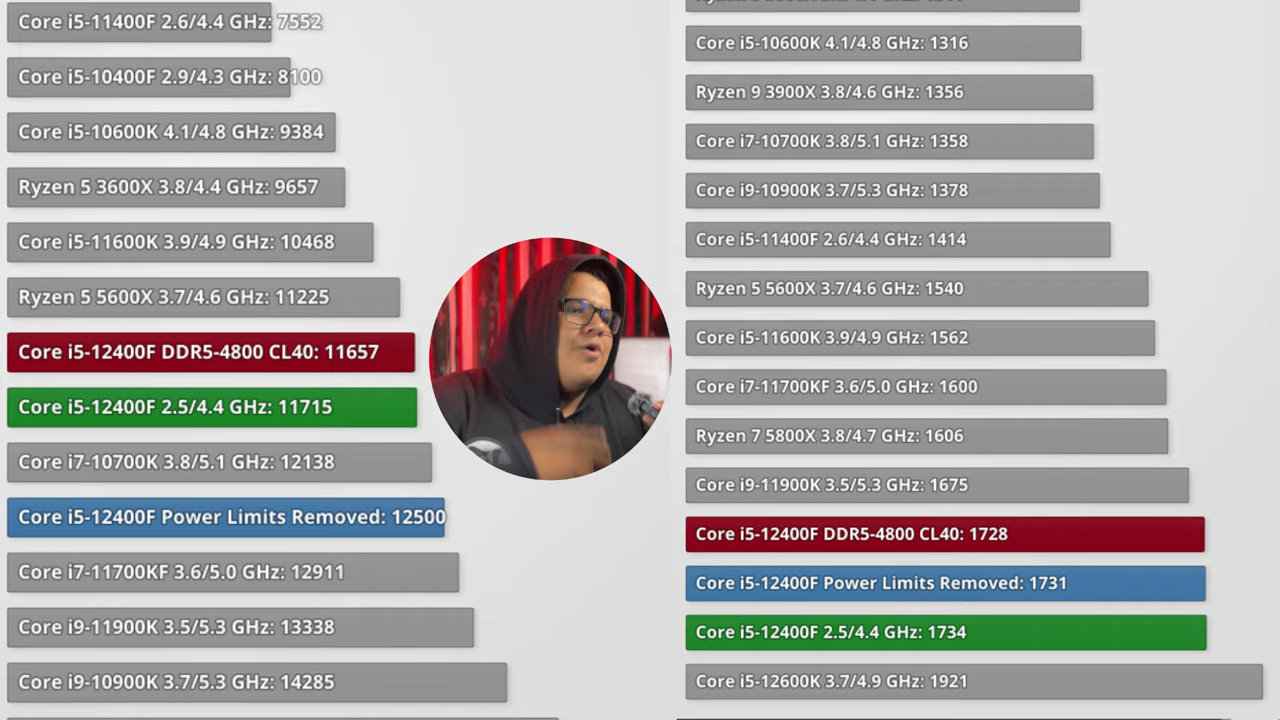 Core i5-11400F 2.6/4.4 GHz: 7552
Core i5-10400F 2.9/4.3 GHz: 8100
Core i5-10600K 4.1/4.8 GHz: 9384
Ryzen 5 3600X 3.8/4.4 GHz: 9657
Core i5-11600K 3.9/4.9 GHz: 10468
Ryzen 5 5600X 3.7/4.6 GHz: 11225
Core i5-12400F DDR5-4800 CL40: 11657
Core i5-12400F 2.5/4.4 GHz: 11715
Core i7-10700K 3.8/5.1 GHz: 12138
Core i5-12400F Power Limits Removed: 12500
Core i7-11700KF 3.6/5.0 GHz: 12911
Core i9-11900K 3.5/5.3 GHz: 13338
Core i9-10900K 3.7/5.3 GHz: 14285
Core i5-10600K 4.1/4.8 GHz: 1316
Ryzen 9 3900X 3.8/4.6 GHz: 1356
Core i7-10700K 3.8/5.1 GHz: 1358
Core i9-10900K 3.7/5.3 GHz: 1378
Core i5-11400F 2.6/4.4 GHz: 1414
Ryzen 5 5600X 3.7/4.6 GHz: 1540
Core i5-11600K 3.9/4.9 GHz: 1562
Core i7-11700KF 3.6/5.0 GHz: 1600
Ryzen 7 5800X 3.8/4.7 GHz: 1606
Core i9-11900K 3.5/5.3 GHz: 1675
Core i5-12400F DDR5-4800 CL40: 1728
Core i5-12400F Power Limits Removed: 1731
Core i5-12400F 2.5/4.4 GHz: 1734
Core i5-12600K 3.7/4.9 GHz: 1921